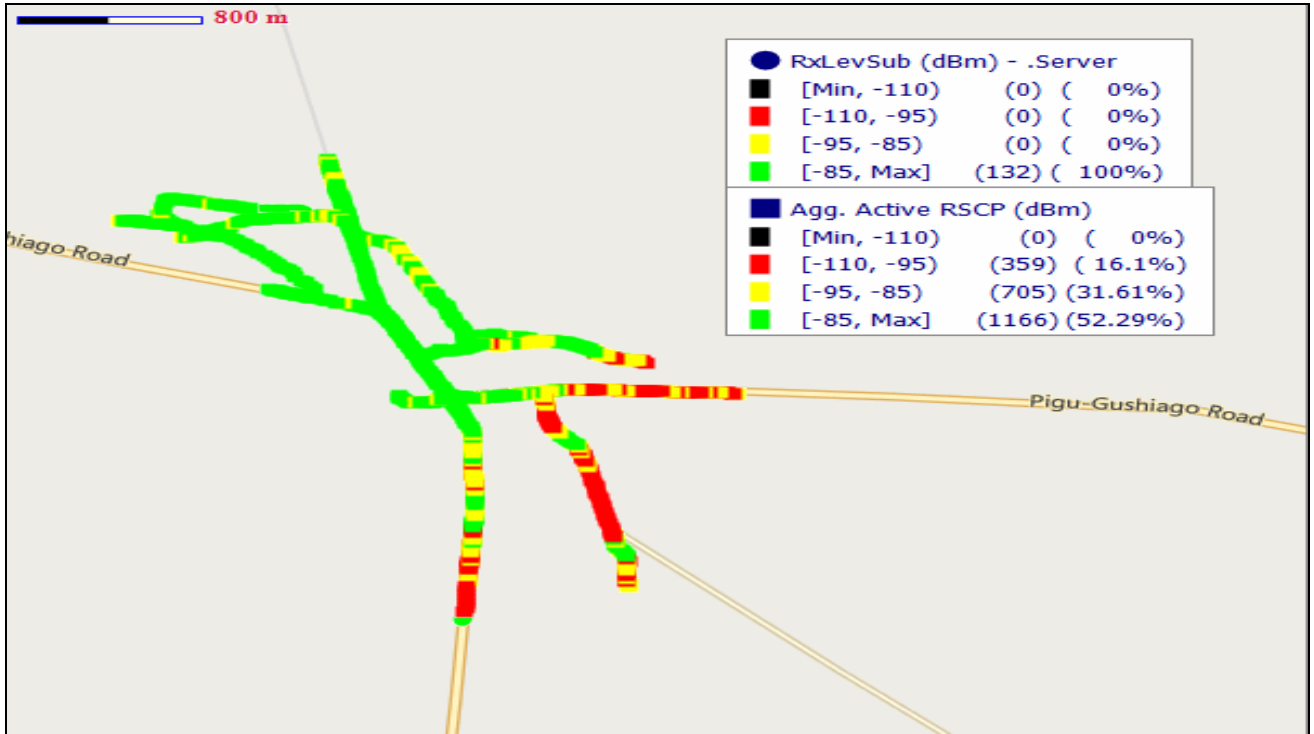 800 m
RxLevSub (dBm) - .Server
[Min, -110) (0) ( 0%)
[-110, -95) (0) ( 0%)
[-95, -85) (0) ( 0%)
[-85, Max] (132) ( 100%)
Agg. Active RSCP (dBm)
[Min, -110) (0) ( 0%)
[-110, -95) (359) ( 16.1%)
[-95, -85) (705) (31.61%)
[-85, Max] (1166) (52.29%)
hiago Road
Pigu-Gushiago Road